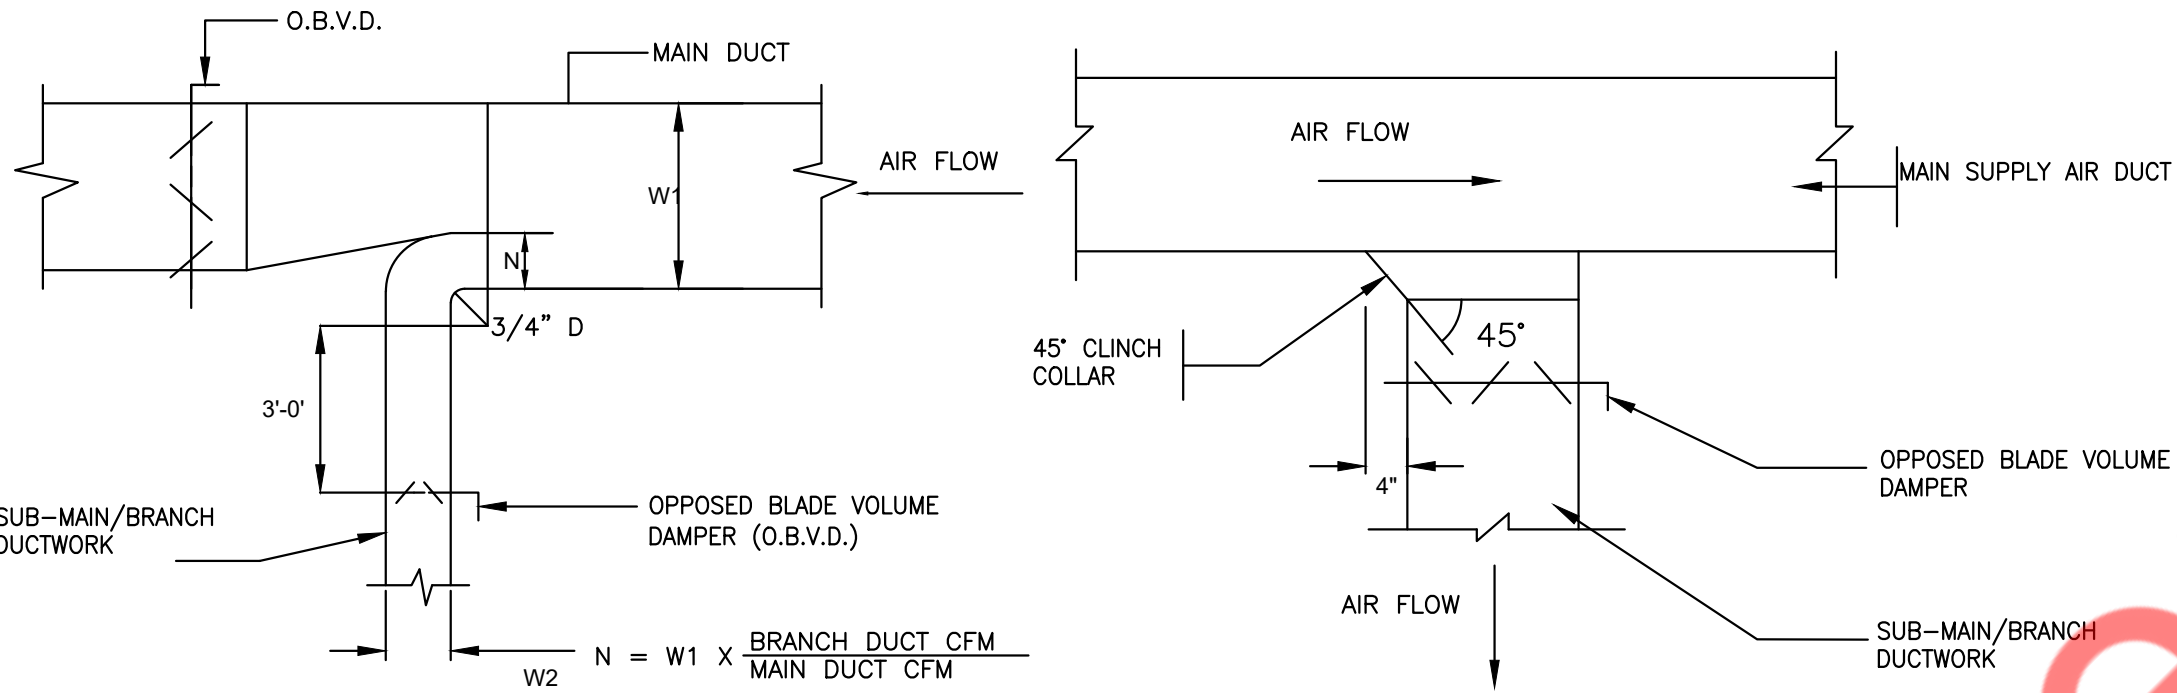 O.B.V.D.
MAIN DUCT
W1
AIR FLOW
N
3/4” D
3'-0'
SUB-MAIN/BRANCH
DUCTWORK
OPPOSED BLADE VOLUME
DAMPER (O.B.V.D.)
W2
N = W1 X BRANCH DUCT CFM
MAIN DUCT CFM
AIR FLOW
MAIN SUPPLY AIR DUCT
45° CLINCH
COLLAR
45°
4"
OPPOSED BLADE VOLUME
DAMPER
AIR FLOW
SUB-MAIN/BRANCH
DUCTWORK